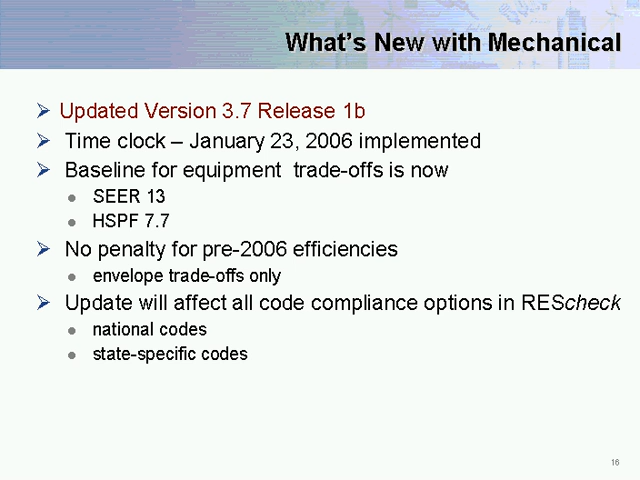 What's New with Mechanical
Updated Version 3.7 Release 1b
Time clock – January 23, 2006 implemented
Baseline for equipment trade-offs is now
SEER 13
HSPF 7.7
No penalty for pre-2006 efficiencies
envelope trade-offs only
Update will affect all code compliance options in REScheck
national codes
state-specific codes
16